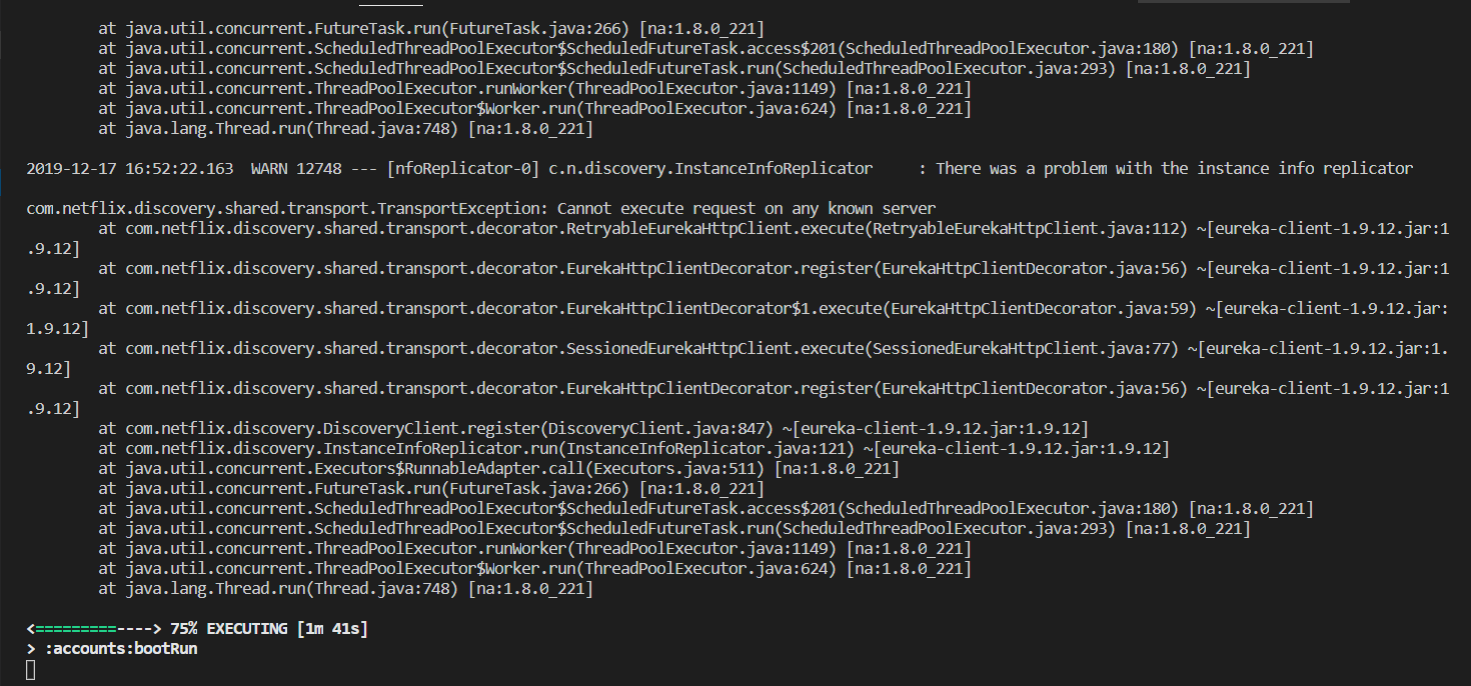 at java.util.concurrent.FutureTask.run(FutureTask.java:266) [na:1.8.0_221]
at java.util.concurrent.ScheduledThreadPoolExecutor$ScheduledFutureTask.access$201(ScheduledThreadPoolExecutor.java:180) [na:1.8.0_221]
at java.util.concurrent.ScheduledThreadPoolExecutor$ScheduledFutureTask.run(ScheduledThreadPoolExecutor.java:293) [na:1.8.0_221]
at java.util.concurrent.ThreadPoolExecutor.runWorker(ThreadPoolExecutor.java:1149) [na:1.8.0_221]
at java.util.concurrent.ThreadPoolExecutor$Worker.run(ThreadPoolExecutor.java:624) [na:1.8.0_221]
at java.lang.Thread.run(Thread.java:748) [na:1.8.0_221]
2019-12-17 16:52:22.163  WARN 12748 --- [nfoReplicator-0] c.n.discovery.InstanceInfoReplicator     : There was a problem with the instance info replicator
com.netflix.discovery.shared.transport.TransportException: Cannot execute request on any known server
at com.netflix.discovery.shared.transport.decorator.RetryableEurekaHttpClient.execute(RetryableEurekaHttpClient.java:112) ~[eureka-client-1.9.12.jar:1
.9.12]
at com.netflix.discovery.shared.transport.decorator.EurekaHttpClientDecorator.register(EurekaHttpClientDecorator.java:56) ~[eureka-client-1.9.12.jar:1
.9.12]
at com.netflix.discovery.shared.transport.decorator.EurekaHttpClientDecorator$1.execute(EurekaHttpClientDecorator.java:59) ~[eureka-client-1.9.12.jar:
1.9.12]
at com.netflix.discovery.shared.transport.decorator.SessionedEurekaHttpClient.execute(SessionedEurekaHttpClient.java:77) ~[eureka-client-1.9.12.jar:1.
9.12]
at com.netflix.discovery.shared.transport.decorator.EurekaHttpClientDecorator.register(EurekaHttpClientDecorator.java:56) ~[eureka-client-1.9.12.jar:1
.9.12]
at com.netflix.discovery.DiscoveryClient.register(DiscoveryClient.java:847) ~[eureka-client-1.9.12.jar:1.9.12]
at com.netflix.discovery.InstanceInfoReplicator.run(InstanceInfoReplicator.java:121) ~[eureka-client-1.9.12.jar:1.9.12]
at java.util.concurrent.Executors$RunnableAdapter.call(Executors.java:511) [na:1.8.0_221]
at java.util.concurrent.FutureTask.run(FutureTask.java:266) [na:1.8.0_221]
at java.util.concurrent.ScheduledThreadPoolExecutor$ScheduledFutureTask.access$201(ScheduledThreadPoolExecutor.java:180) [na:1.8.0_221]
at java.util.concurrent.ScheduledThreadPoolExecutor$ScheduledFutureTask.run(ScheduledThreadPoolExecutor.java:293) [na:1.8.0_221]
at java.util.concurrent.ThreadPoolExecutor.runWorker(ThreadPoolExecutor.java:1149) [na:1.8.0_221]
at java.util.concurrent.ThreadPoolExecutor$Worker.run(ThreadPoolExecutor.java:624) [na:1.8.0_221]
at java.lang.Thread.run(Thread.java:748) [na:1.8.0_221]
<=========----> 75% EXECUTING [1m 41s]
> :accounts:bootRun